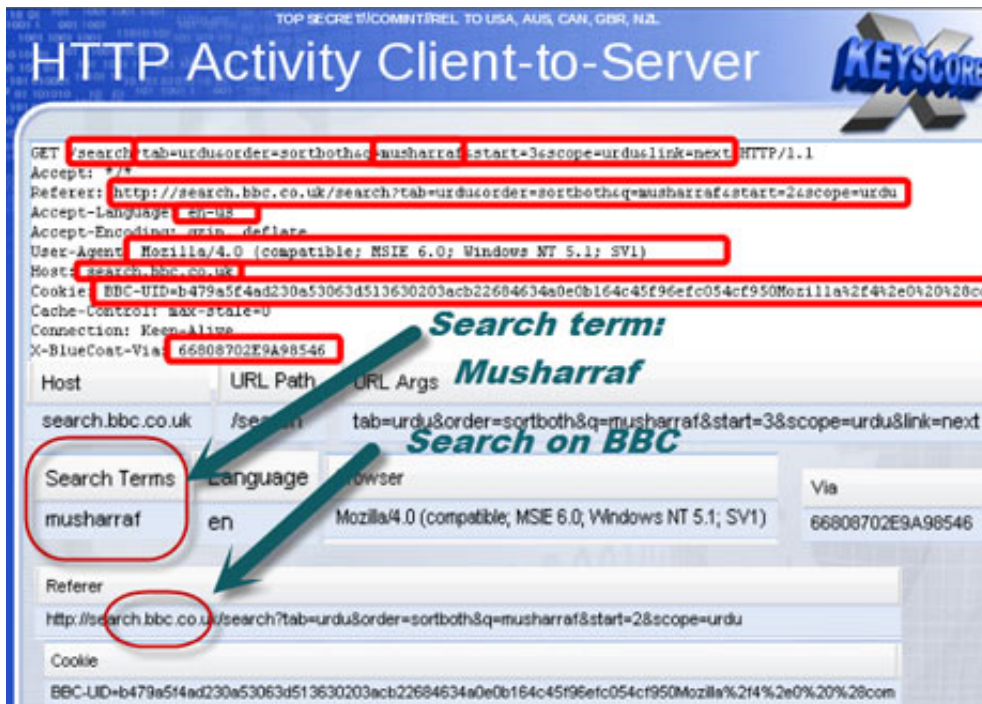 TOP SECRET//COMINT//REL TO USA, AUS, CAN, GBR, NZL
HTTP Activity Client-to-Server
XKEYSCORE
GET /search?tab=urdu&order=sortboth&q=musharraf&start=3&scope=urdu&link=next HTTP/1.1
Accept: */*
Referer: http://search.bbc.co.uk/search?tab=urdu&order=sortboth&q=musharraf&start=2&scope=urdu
Accept-Language: en-us
Accept-Encoding: gzip, deflate
User-Agent: Mozilla/4.0 (compatible; MSIE 6.0; Windows NT 5.1; SV1)
Host: search.bbc.co.uk
Cookie: BBC-UID=b479a5f4ad230a53063d513630203acb22684634a0e0b164c45f96efc054cf950Mozilla%2f4%2e0%20%28co
Cache-Control: max-stale=0
Connection: Keep-Alive
X-BlueCoat-Via: 66808702E9A98546
Search term:
Musharraf
Host URL Path URL Args
search.bbc.co.uk /search tab=urdu&order=sortboth&q=musharraf&start=3&scope=urdu&link=next
Search on BBC
Search Terms Language Browser Via
musharraf en Mozilla/4.0 (compatible; MSIE 6.0; Windows NT 5.1; SV1) 66808702E9A98546
Referer
http://search.bbc.co.uk/search?tab=urdu&order=sortboth&q=musharraf&start=2&scope=urdu
Cookie
BBC-UID=b479a5f4ad230a53063d513630203acb22684634a0e0b164c45f96efc054cf950Mozilla%2f4%2e0%20%28com